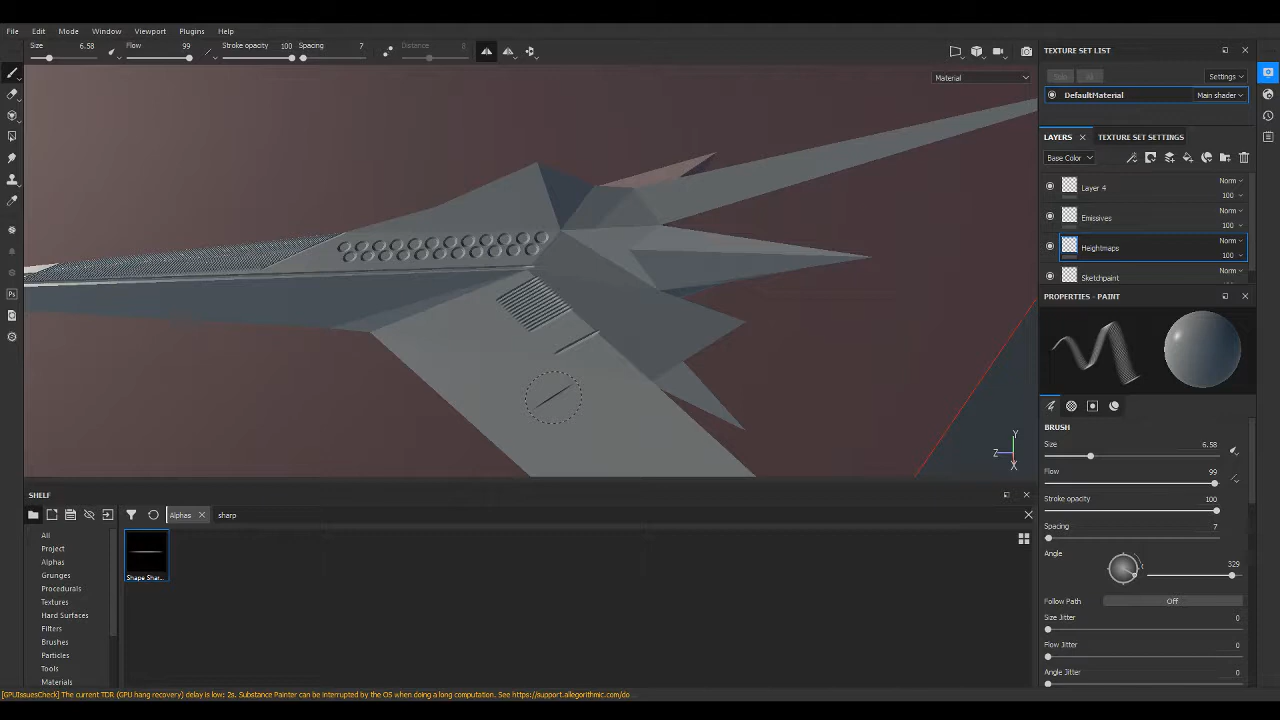 File Edit Mode Window Viewport Plugins Help
Size 6.58 Flow 99 Stroke opacity 100 Spacing 7 Distance 8
Material
TEXTURE SET LIST
Solo All Settings
DefaultMaterial Main shader
LAYERS TEXTURE SET SETTINGS
Base Color
Layer 4 Norm 100
Emissives Norm 100
Heightmaps Norm 100
Sketchpaint Norm
PROPERTIES - PAINT
BRUSH
Size 6.58
Flow 99
Stroke opacity 100
Spacing 7
Angle 329
Follow Path Off
Size Jitter 0
Flow Jitter 0
Angle Jitter 0
Y
Z
X
SHELF
Alphas sharp
All
Project
Alphas
Grunges
Procedurals
Textures
Hard Surfaces
Filters
Brushes
Particles
Tools
Materials
Shape Shar...
Ps
[GPUIssuesCheck] The current TDR (GPU hang recovery) delay is low: 2s. Substance Painter can be interrupted by the OS when doing a long computation. See https://support.allegorithmic.com/do